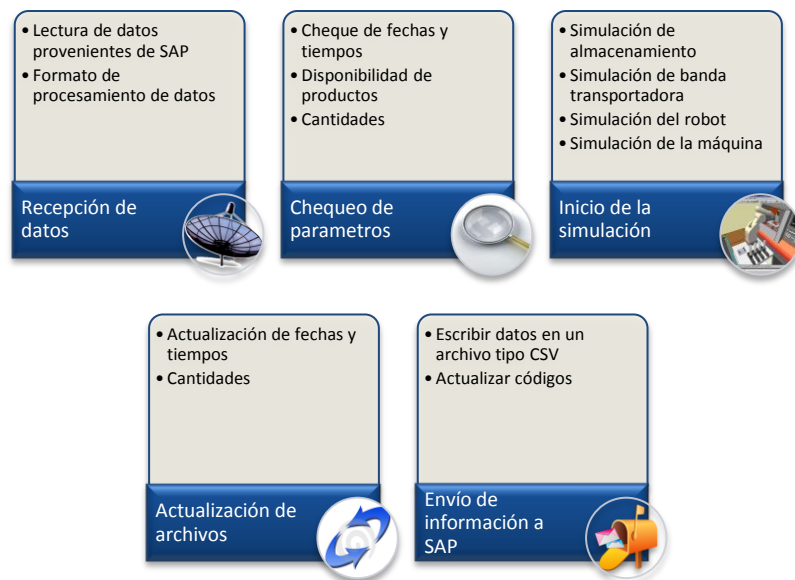 • Lectura de datos
provenientes de SAP
• Formato de
procesamiento de datos
Recepción de
datos
• Cheque de fechas y
tiempos
• Disponibilidad de
productos
• Cantidades
Chequeo de
parametros
• Simulación de
almacenamiento
• Simulación de banda
transportadora
• Simulación del robot
• Simulación de la máquina
Inicio de la
simulación
• Actualización de fechas y
tiempos
• Cantidades
Actualización de
archivos
• Escribir datos en un
archivo tipo CSV
• Actualizar códigos
Envío de
información a
SAP